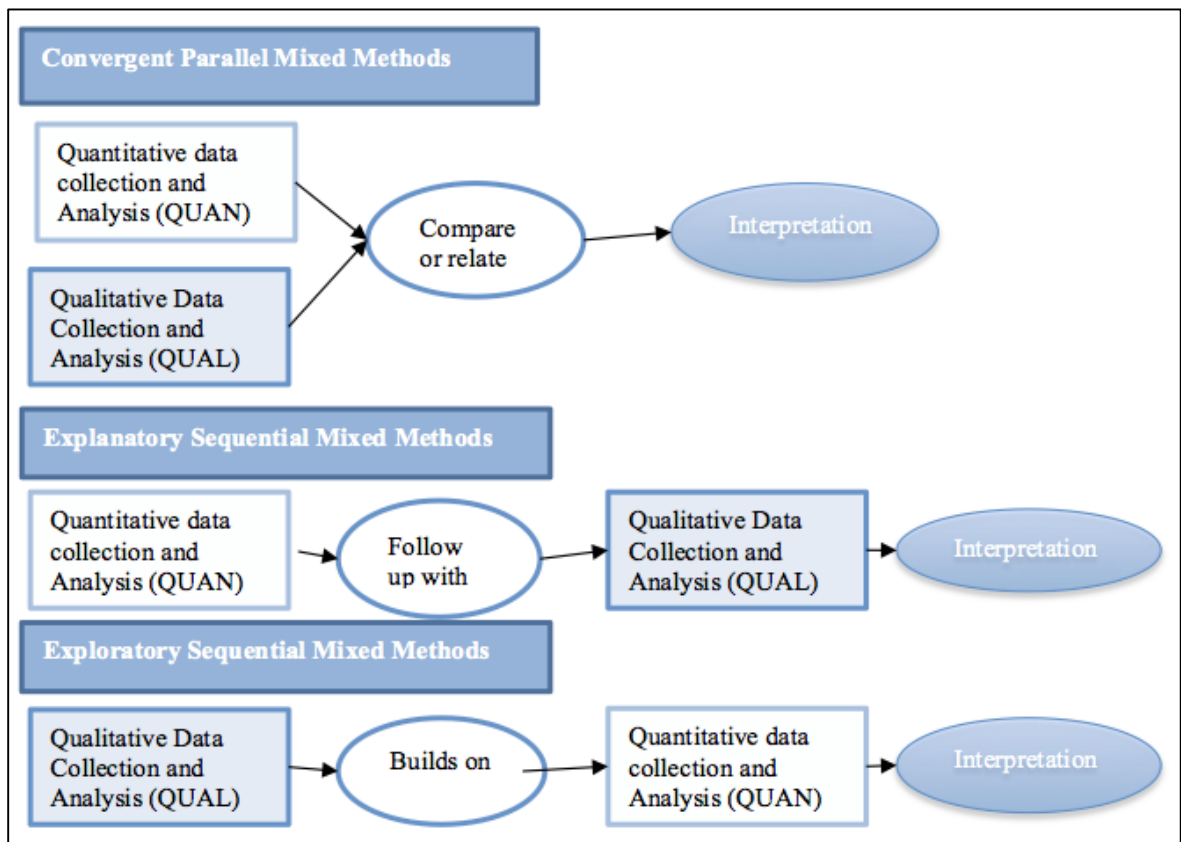 Convergent Parallel Mixed Methods
Quantitative data
collection and
Analysis (QUAN)
Compare
or relate
Interpretation
Qualitative Data
Collection and
Analysis (QUAL)
Explanatory Sequential Mixed Methods
Quantitative data
collection and
Analysis (QUAN)
Follow
up with
Qualitative Data
Collection and
Analysis (QUAL)
Interpretation
Exploratory Sequential Mixed Methods
Qualitative Data
Collection and
Analysis (QUAL)
Builds on
Quantitative data
collection and
Analysis (QUAN)
Interpretation